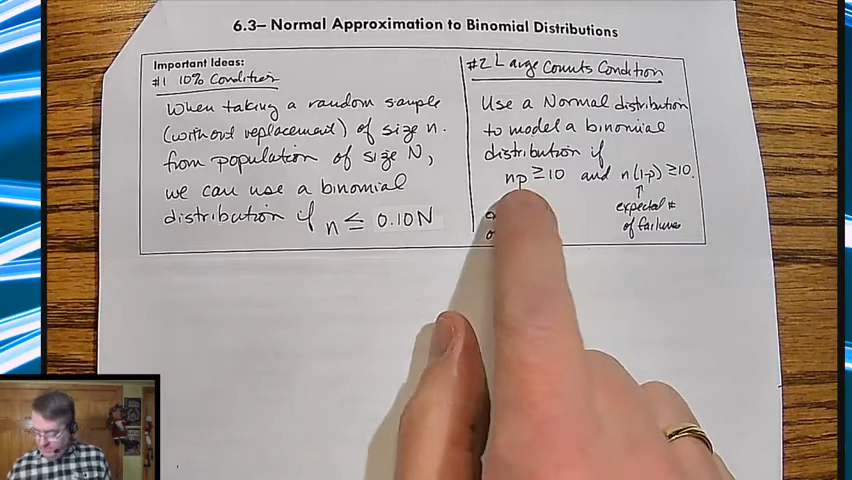 6.3– Normal Approximation to Binomial Distributions
Important Ideas:
#1 10% Condition
When taking a random sample
(without replacement) of size n.
from population of size N,
we can use a binomial
distribution if n ≤ 0.10N
#2 Large Counts Condition
Use a Normal distribution
to model a binomial
distribution if
np ≥ 10 and n(1-p) ≥ 10.
↑
expected #
of failures